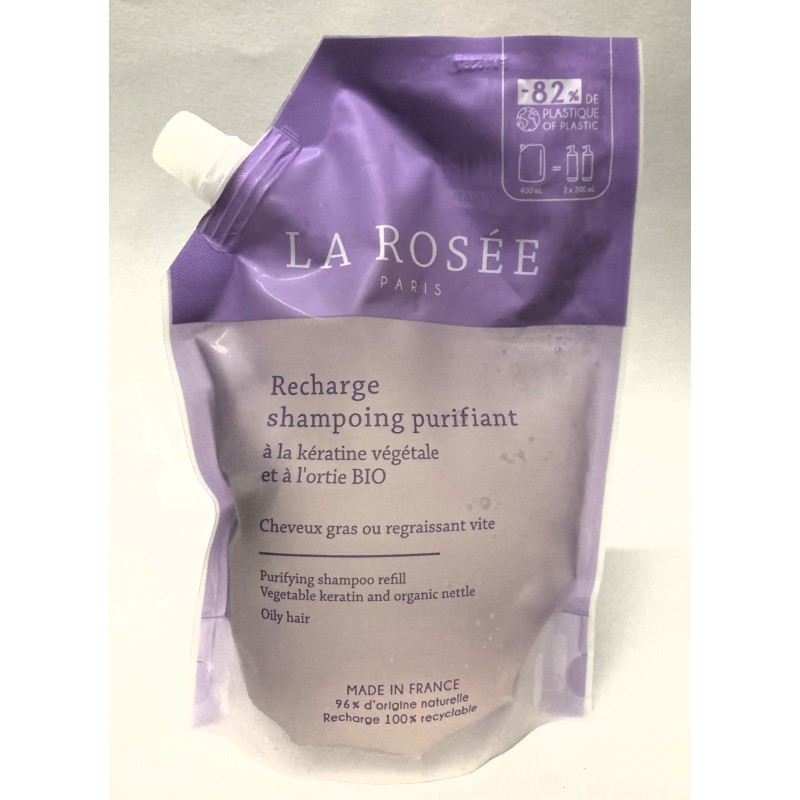 -82% DE
PLASTIQUE
OF PLASTIC
400 mL = 2 x 200 mL
LA ROSÉE
PARIS
Recharge
shampoing purifiant
à la kératine végétale
et à l'ortie BIO
Cheveux gras ou regraissant vite
Purifying shampoo refill
Vegetable keratin and organic nettle
Oily hair
MADE IN FRANCE
96% d'origine naturelle
Recharge 100% recyclable